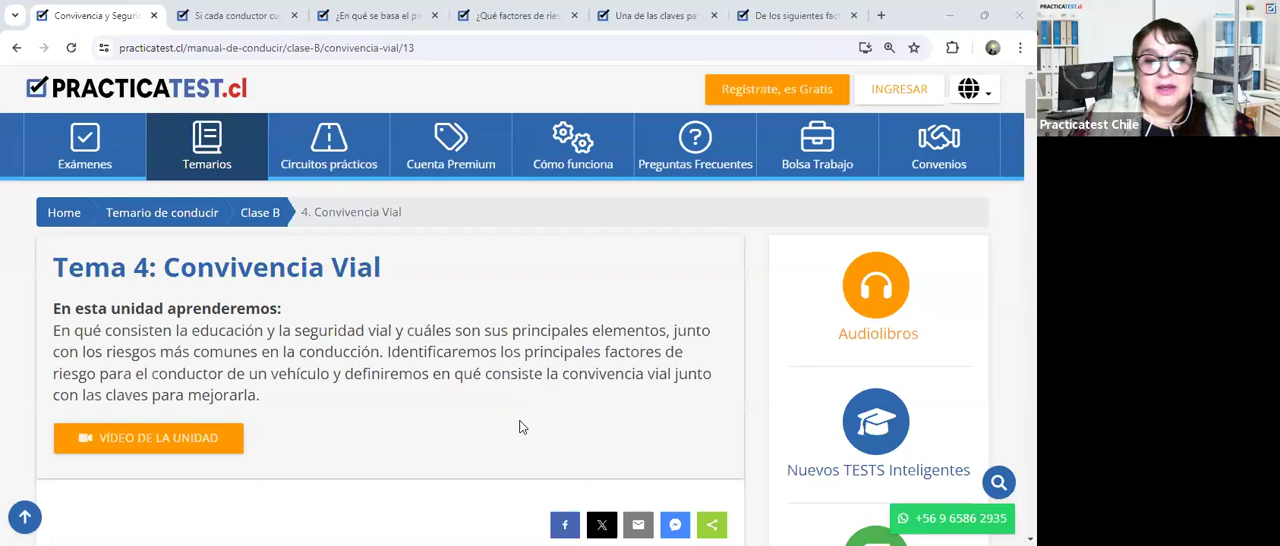 Convivencia y Seguric
Si cada conductor cu
¿En qué se basa el pr
¿Qué factores de ries
Una de las claves pa
De los siguientes fact
practicatest.cl/manual-de-conducir/clase-B/convivencia-vial/13
PRACTICATEST.cl
Regístrate, es Gratis
INGRESAR
Exámenes
Temarios
Circuitos prácticos
Cuenta Premium
Cómo funciona
Preguntas Frecuentes
Bolsa Trabajo
Convenios
Home
Temario de conducir
Clase B
4. Convivencia Vial
Tema 4: Convivencia Vial
En esta unidad aprenderemos:
En qué consisten la educación y la seguridad vial y cuáles son sus principales elementos, junto
con los riesgos más comunes en la conducción. Identificaremos los principales factores de
riesgo para el conductor de un vehículo y definiremos en qué consiste la convivencia vial junto
con las claves para mejorarla.
VÍDEO DE LA UNIDAD
Audiolibros
Nuevos TESTS Inteligentes
+56 9 6586 2935
PRACTICATEST.cl
Practicatest Chile